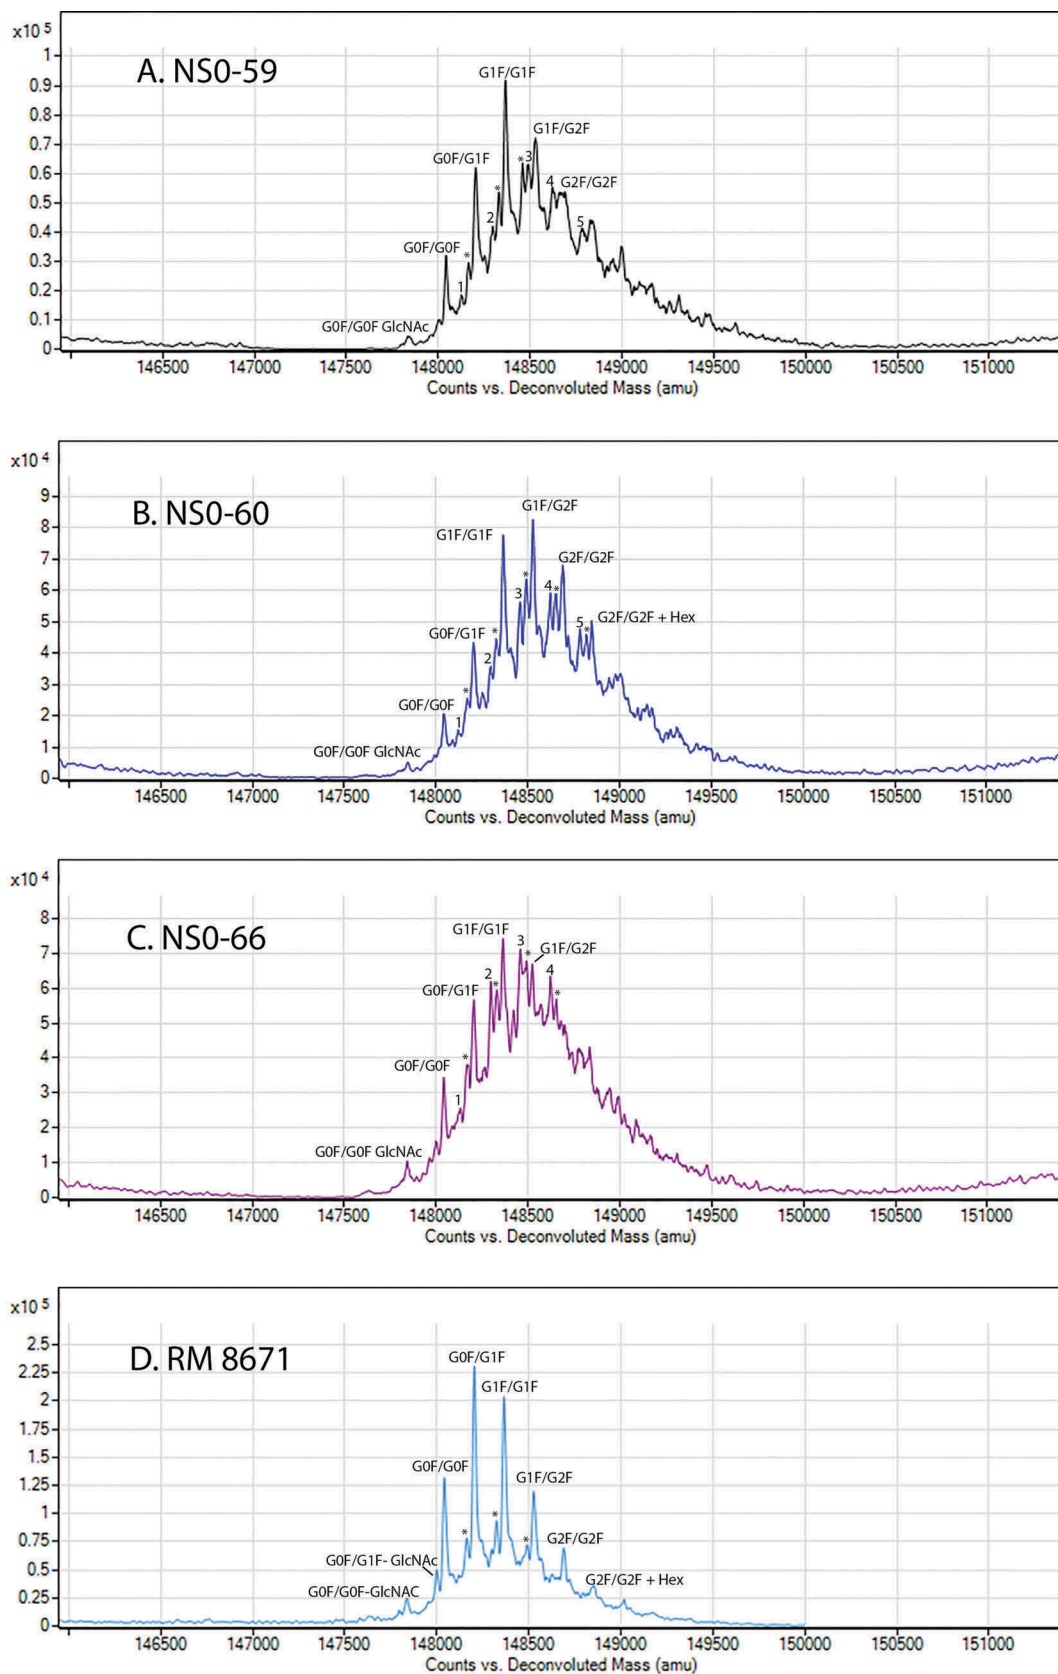 x10 5
A. NS0-59
1
0.9
0.8
0.7
0.6
0.5
0.4
0.3
0.2
0.1
0
G0F/G0F GlcNAc
G0F/G0F
1
*
G0F/G1F
2
*
G1F/G1F
*
3
G1F/G2F
4
G2F/G2F
5
146500 147000 147500 148000 148500 149000 149500 150000 150500 151000
Counts vs. Deconvoluted Mass (amu)
x10 4
B. NS0-60
9
8
7
6
5
4
3
2
1
0
G0F/G0F GlcNAc
G0F/G0F
1
*
G0F/G1F
2
*
G1F/G1F
3
*
G1F/G2F
4
*
G2F/G2F
5
*
G2F/G2F + Hex
146500 147000 147500 148000 148500 149000 149500 150000 150500 151000
Counts vs. Deconvoluted Mass (amu)
x10 4
C. NS0-66
8
7
6
5
4
3
2
1
0
G0F/G0F GlcNAc
G0F/G0F
1
*
G0F/G1F
2
*
G1F/G1F
3
*
G1F/G2F
4
*
146500 147000 147500 148000 148500 149000 149500 150000 150500 151000
Counts vs. Deconvoluted Mass (amu)
x10 5
D. RM 8671
2.5
2.25
2
1.75
1.5
1.25
1
0.75
0.5
0.25
0
G0F/G0F-GlcNAC
G0F/G1F- GlcNAc
G0F/G0F
*
G0F/G1F
*
G1F/G1F
*
G1F/G2F
G2F/G2F
G2F/G2F + Hex
146500 147000 147500 148000 148500 149000 149500 150000 150500 151000
Counts vs. Deconvoluted Mass (amu)